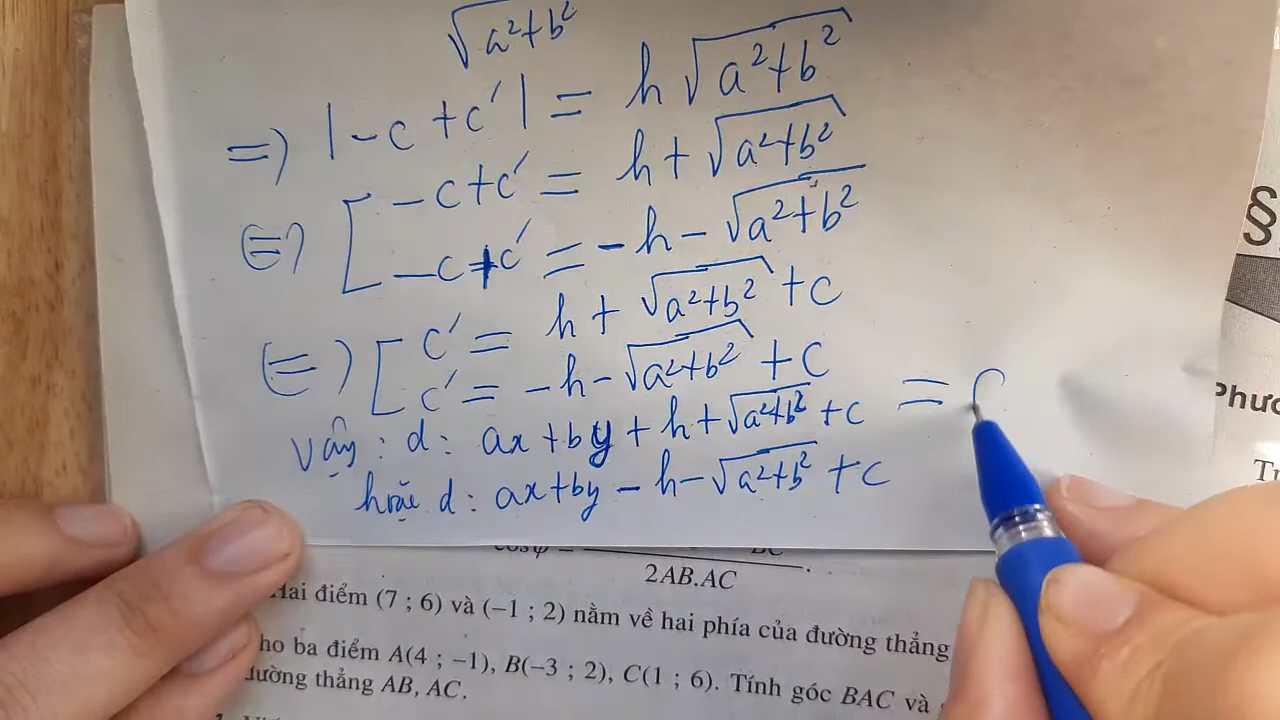 √a²+b²
=> |-c+c'| = h√a²+b²
<=> [ -c+c' = h+√a²+b²
-c+c' = -h-√a²+b²
<=> [ c' = h+√a²+b² +c
c' = -h-√a²+b² +c
Vậy: d: ax+by+h+√a²+b² +c =
hoặc d: ax+by-h-√a²+b² +c
cosφ =
2AB.AC
.
Hai điểm (7 ; 6) và (−1 ; 2) nằm về hai phía của đường thẳng
ho ba điểm A(4 ; −1), B(−3 ; 2), C(1 ; 6). Tính góc BAC và
đường thẳng AB, AC.
§
Phươ
Tr